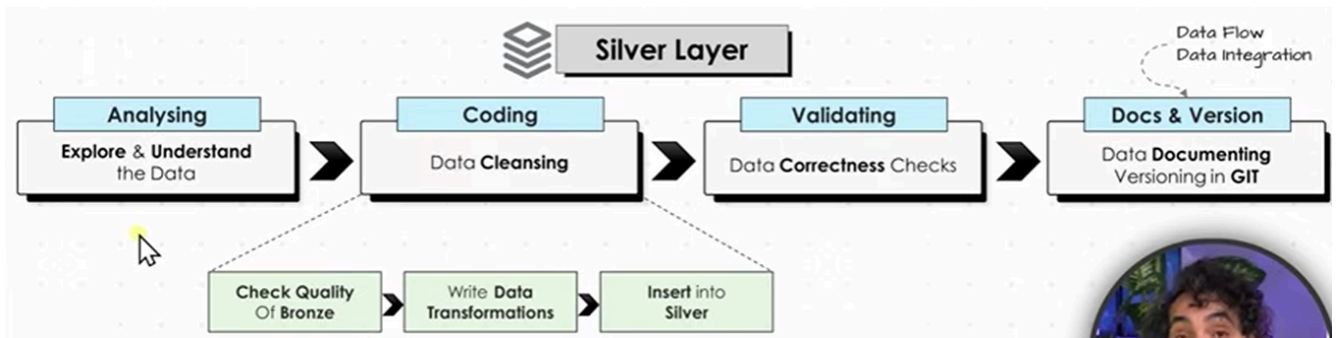 Silver Layer
Data Flow
Data Integration
Analysing
Explore & Understand
the Data
Coding
Data Cleansing
Validating
Data Correctness Checks
Docs & Version
Data Documenting
Versioning in GIT
Check Quality
Of Bronze
Write Data
Transformations
Insert into
Silver